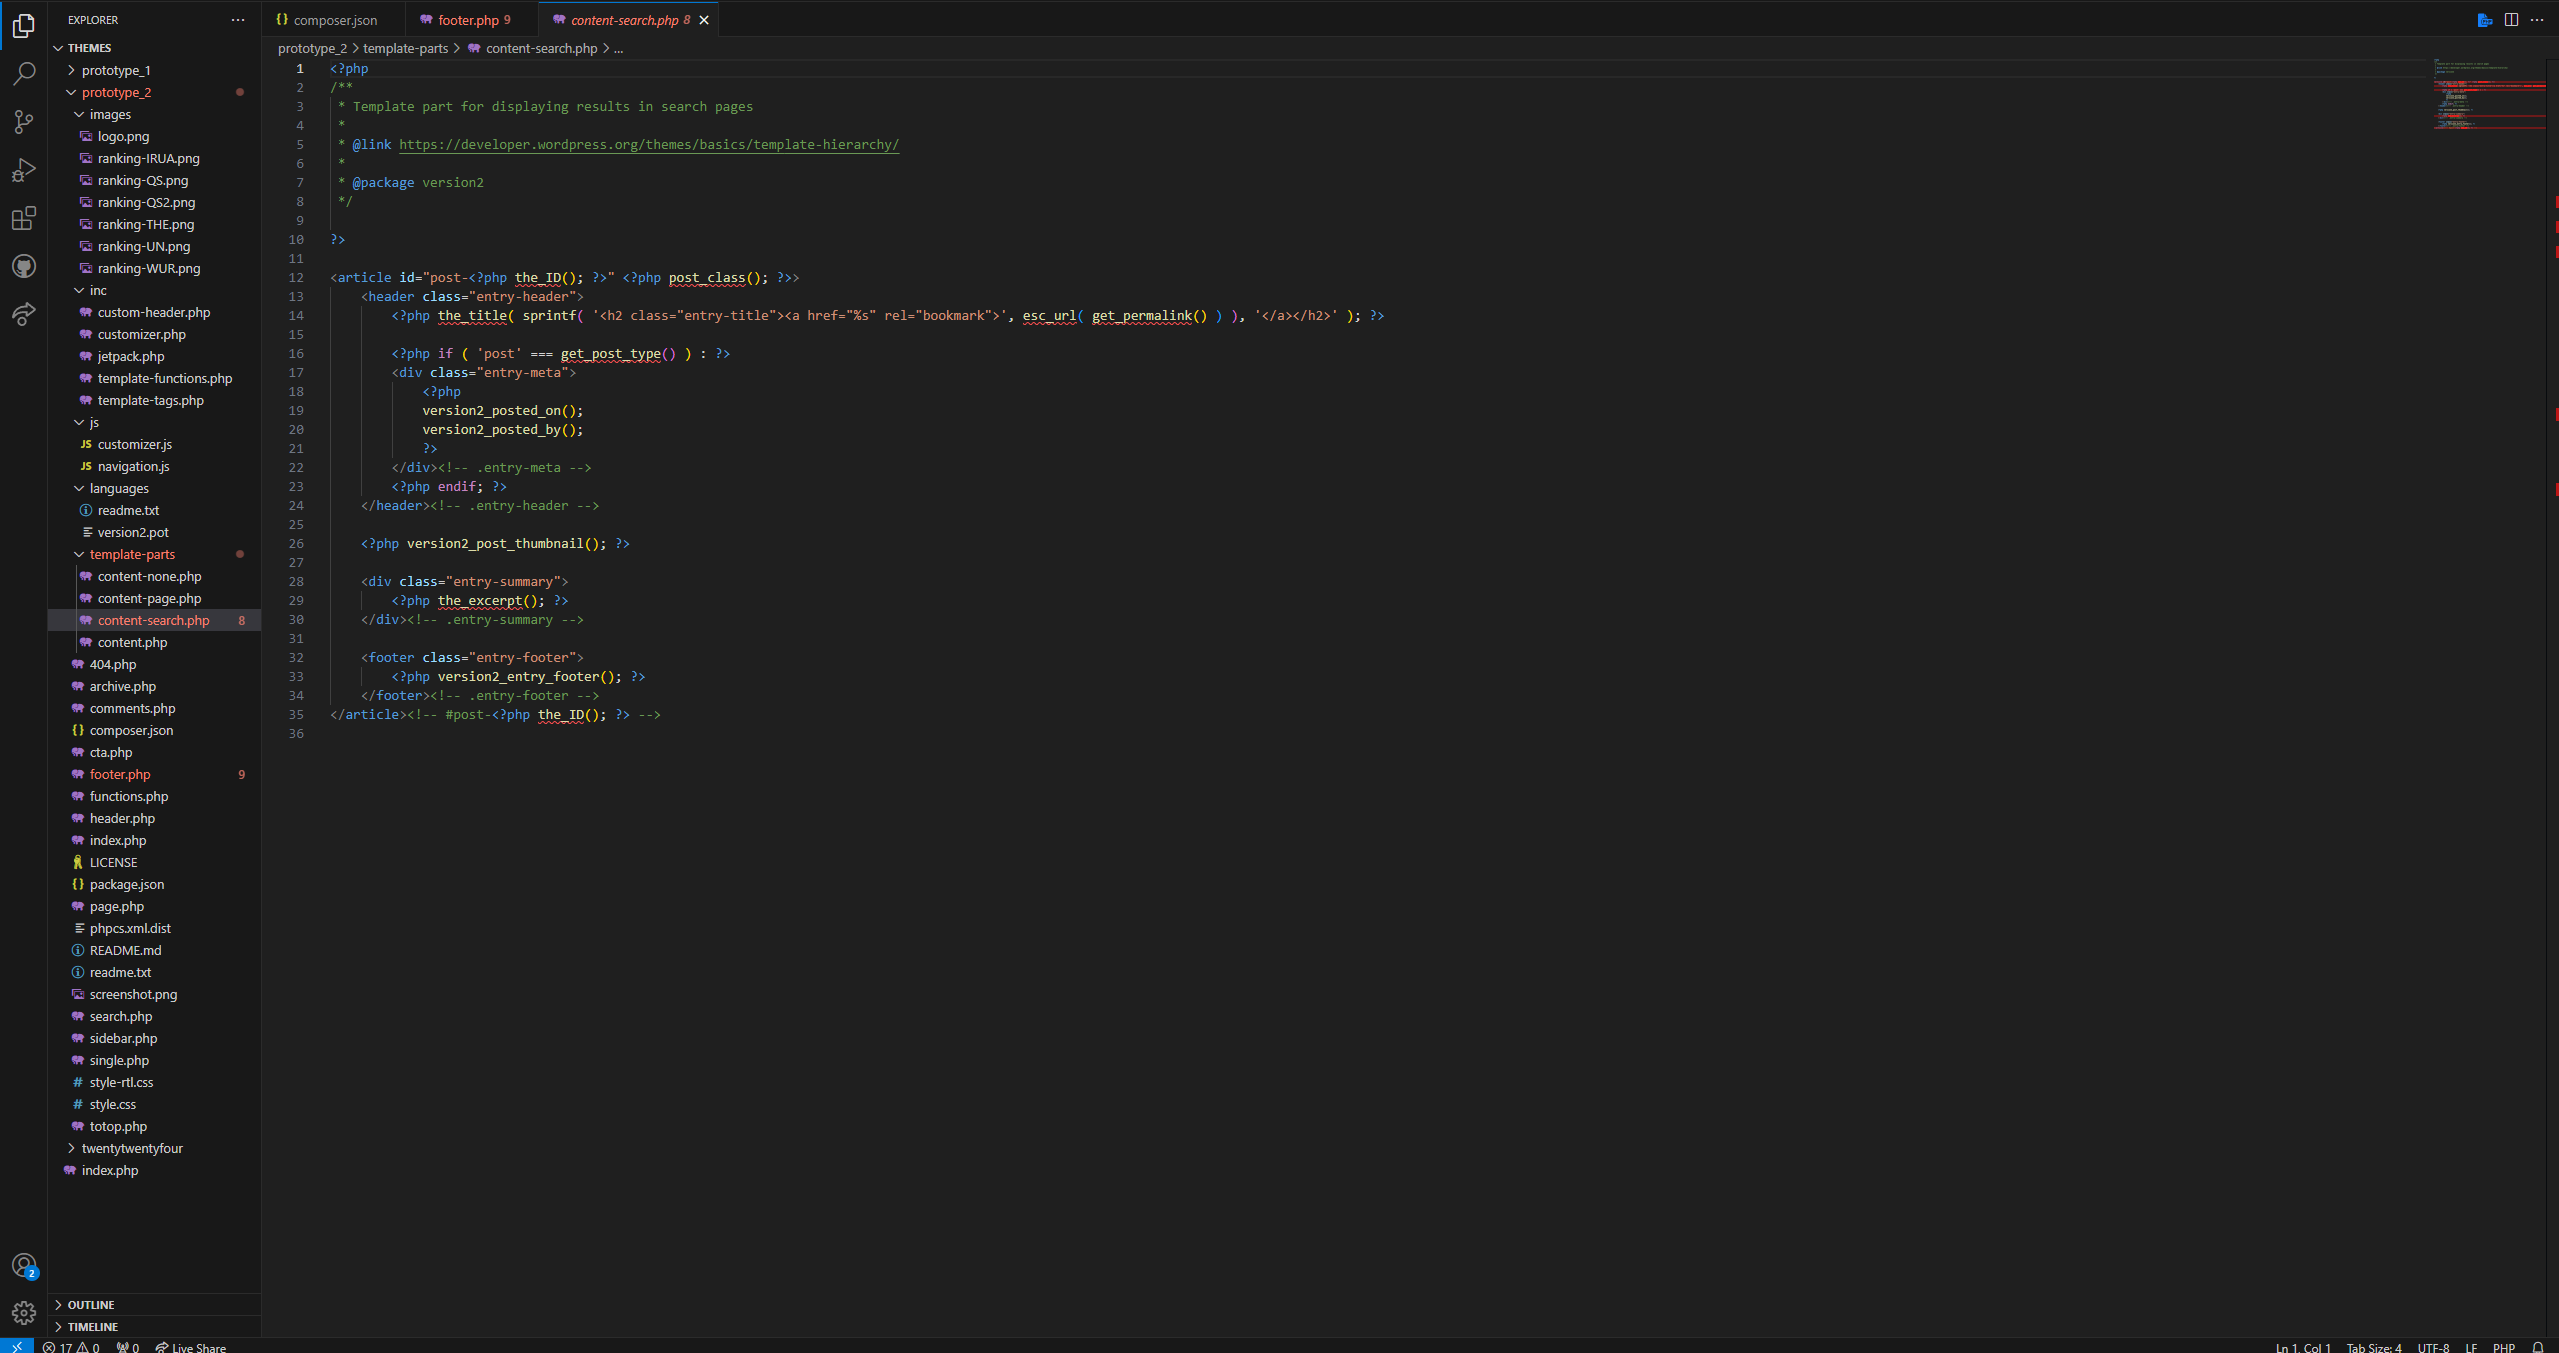 EXPLORER
THEMES
prototype_1
prototype_2
images
logo.png
ranking-IRUA.png
ranking-QS.png
ranking-QS2.png
ranking-THE.png
ranking-UN.png
ranking-WUR.png
inc
custom-header.php
customizer.php
jetpack.php
template-functions.php
template-tags.php
js
JS customizer.js
JS navigation.js
languages
readme.txt
version2.pot
template-parts
content-none.php
content-page.php
content-search.php 8
content.php
404.php
archive.php
comments.php
{} composer.json
cta.php
footer.php 9
functions.php
header.php
index.php
LICENSE
{} package.json
page.php
phpcs.xml.dist
README.md
readme.txt
screenshot.png
search.php
sidebar.php
single.php
# style-rtl.css
# style.css
totop.php
twentytwentyfour
index.php
OUTLINE
TIMELINE
2
{} composer.json
footer.php 9
content-search.php 8
prototype_2 > template-parts > content-search.php > ...
1 <?php
2 /**
3 * Template part for displaying results in search pages
4 *
5 * @link https://developer.wordpress.org/themes/basics/template-hierarchy/
6 *
7 * @package version2
8 */
9
10 ?>
11
12 <article id="post-<?php the_ID(); ?>" <?php post_class(); ?>>
13 <header class="entry-header">
14 <?php the_title( sprintf( '<h2 class="entry-title"><a href="%s" rel="bookmark">', esc_url( get_permalink() ) ), '</a></h2>' ); ?>
15
16 <?php if ( 'post' === get_post_type() ) : ?>
17 <div class="entry-meta">
18 <?php
19 version2_posted_on();
20 version2_posted_by();
21 ?>
22 </div><!-- .entry-meta -->
23 <?php endif; ?>
24 </header><!-- .entry-header -->
25
26 <?php version2_post_thumbnail(); ?>
27
28 <div class="entry-summary">
29 <?php the_excerpt(); ?>
30 </div><!-- .entry-summary -->
31
32 <footer class="entry-footer">
33 <?php version2_entry_footer(); ?>
34 </footer><!-- .entry-footer -->
35 </article><!-- #post-<?php the_ID(); ?> -->
36
17 0 0 Live Share
Ln 1, Col 1 Tab Size: 4 UTF-8 LF PHP